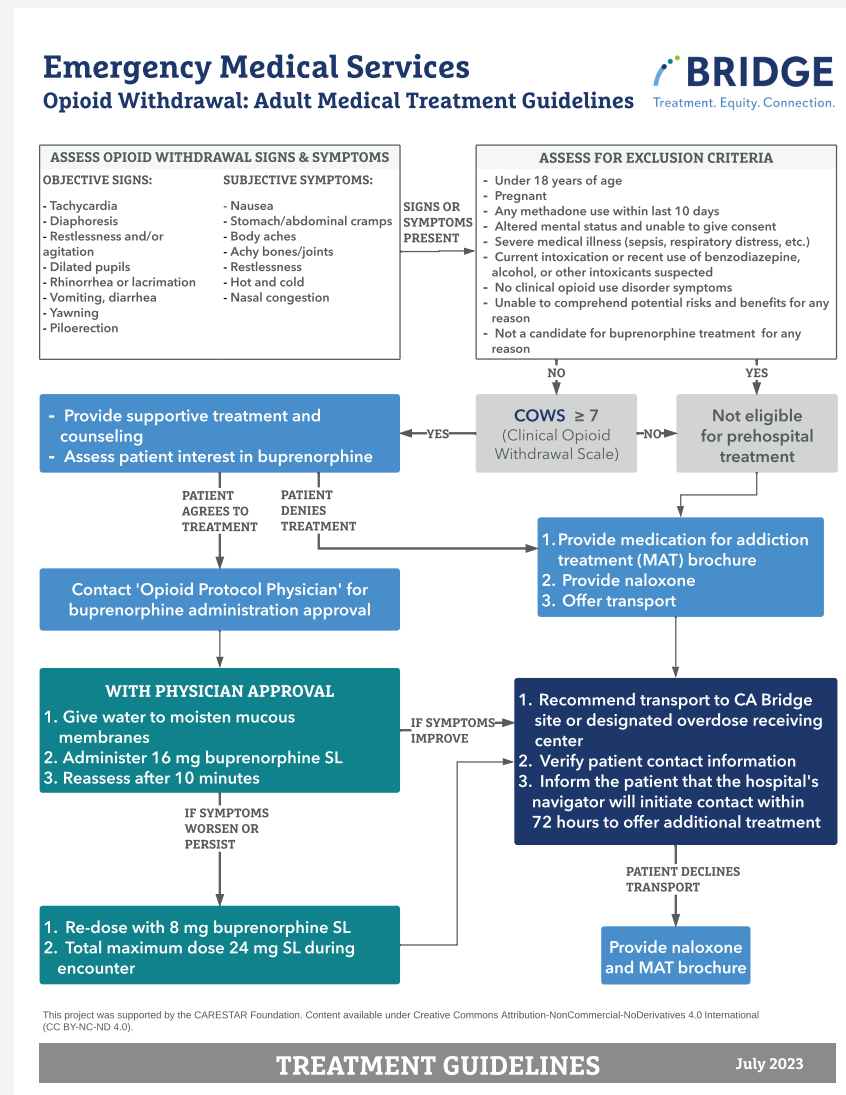 Emergency Medical Services
Opioid Withdrawal: Adult Medical Treatment Guidelines
BRIDGE
Treatment. Equity. Connection.
ASSESS OPIOID WITHDRAWAL SIGNS & SYMPTOMS
OBJECTIVE SIGNS:
- Tachycardia
- Diaphoresis
- Restlessness and/or
agitation
- Dilated pupils
- Rhinorrhea or lacrimation
- Vomiting, diarrhea
- Yawning
- Piloerection
SUBJECTIVE SYMPTOMS:
- Nausea
- Stomach/abdominal cramps
- Body aches
- Achy bones/joints
- Restlessness
- Hot and cold
- Nasal congestion
SIGNS OR
SYMPTOMS
PRESENT
ASSESS FOR EXCLUSION CRITERIA
- Under 18 years of age
- Pregnant
- Any methadone use within last 10 days
- Altered mental status and unable to give consent
- Severe medical illness (sepsis, respiratory distress, etc.)
- Current intoxication or recent use of benzodiazepine,
alcohol, or other intoxicants suspected
- No clinical opioid use disorder symptoms
- Unable to comprehend potential risks and benefits for any
reason
- Not a candidate for buprenorphine treatment for any
reason
NO
YES
COWS ≥ 7
(Clinical Opioid
Withdrawal Scale)
NO
Not eligible
for prehospital
treatment
YES
- Provide supportive treatment and
counseling
- Assess patient interest in buprenorphine
PATIENT
AGREES TO
TREATMENT
PATIENT
DENIES
TREATMENT
1. Provide medication for addiction
treatment (MAT) brochure
2. Provide naloxone
3. Offer transport
Contact 'Opioid Protocol Physician' for
buprenorphine administration approval
WITH PHYSICIAN APPROVAL
1. Give water to moisten mucous
membranes
2. Administer 16 mg buprenorphine SL
3. Reassess after 10 minutes
IF SYMPTOMS
IMPROVE
1. Recommend transport to CA Bridge
site or designated overdose receiving
center
2. Verify patient contact information
3. Inform the patient that the hospital's
navigator will initiate contact within
72 hours to offer additional treatment
IF SYMPTOMS
WORSEN OR
PERSIST
PATIENT DECLINES
TRANSPORT
1. Re-dose with 8 mg buprenorphine SL
2. Total maximum dose 24 mg SL during
encounter
Provide naloxone
and MAT brochure
This project was supported by the CARESTAR Foundation. Content available under Creative Commons Attribution-NonCommercial-NoDerivatives 4.0 International
(CC BY-NC-ND 4.0).
TREATMENT GUIDELINES
July 2023